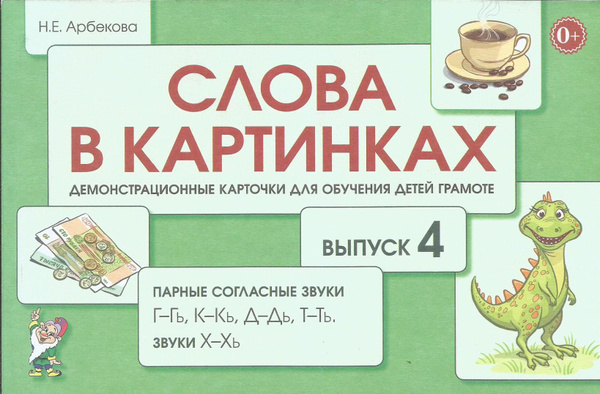 Н.Е. Арбекова
0+
СЛОВА
В КАРТИНКАХ
ДЕМОНСТРАЦИОННЫЕ КАРТОЧКИ ДЛЯ ОБУЧЕНИЯ ДЕТЕЙ ГРАМОТЕ
ВЫПУСК 4
ПАРНЫЕ СОГЛАСНЫЕ ЗВУКИ
Г–Гь, К–Кь, Д–Дь, Т–Ть.
ЗВУКИ Х–Хь